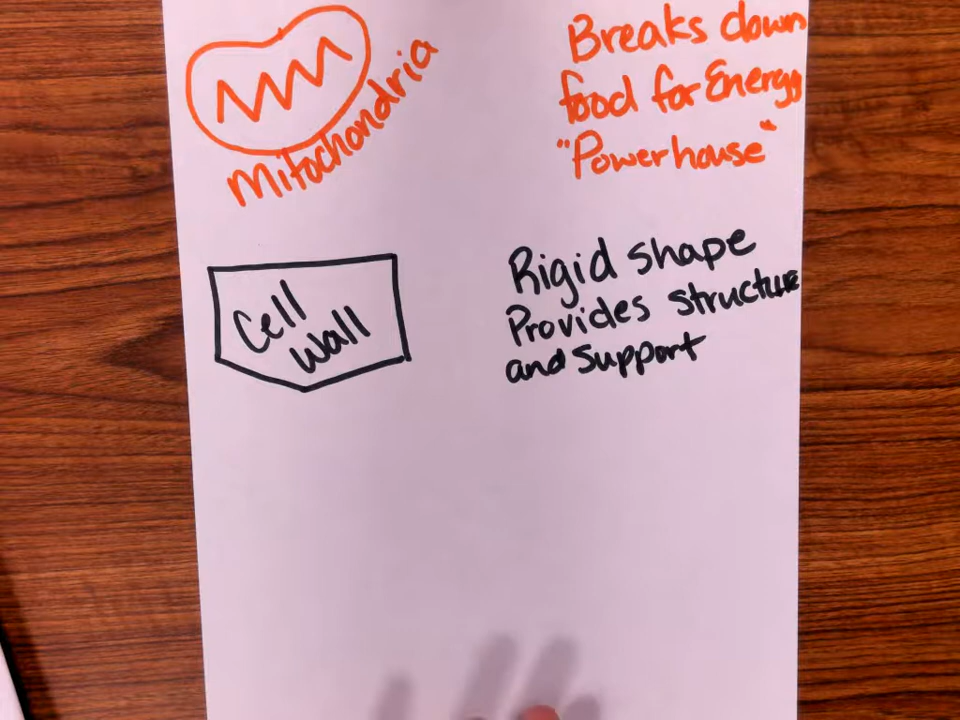 Mitochondria
Breaks down
food for Energy
"Powerhouse"
Cell
Wall
Rigid shape
Provides structure
and support